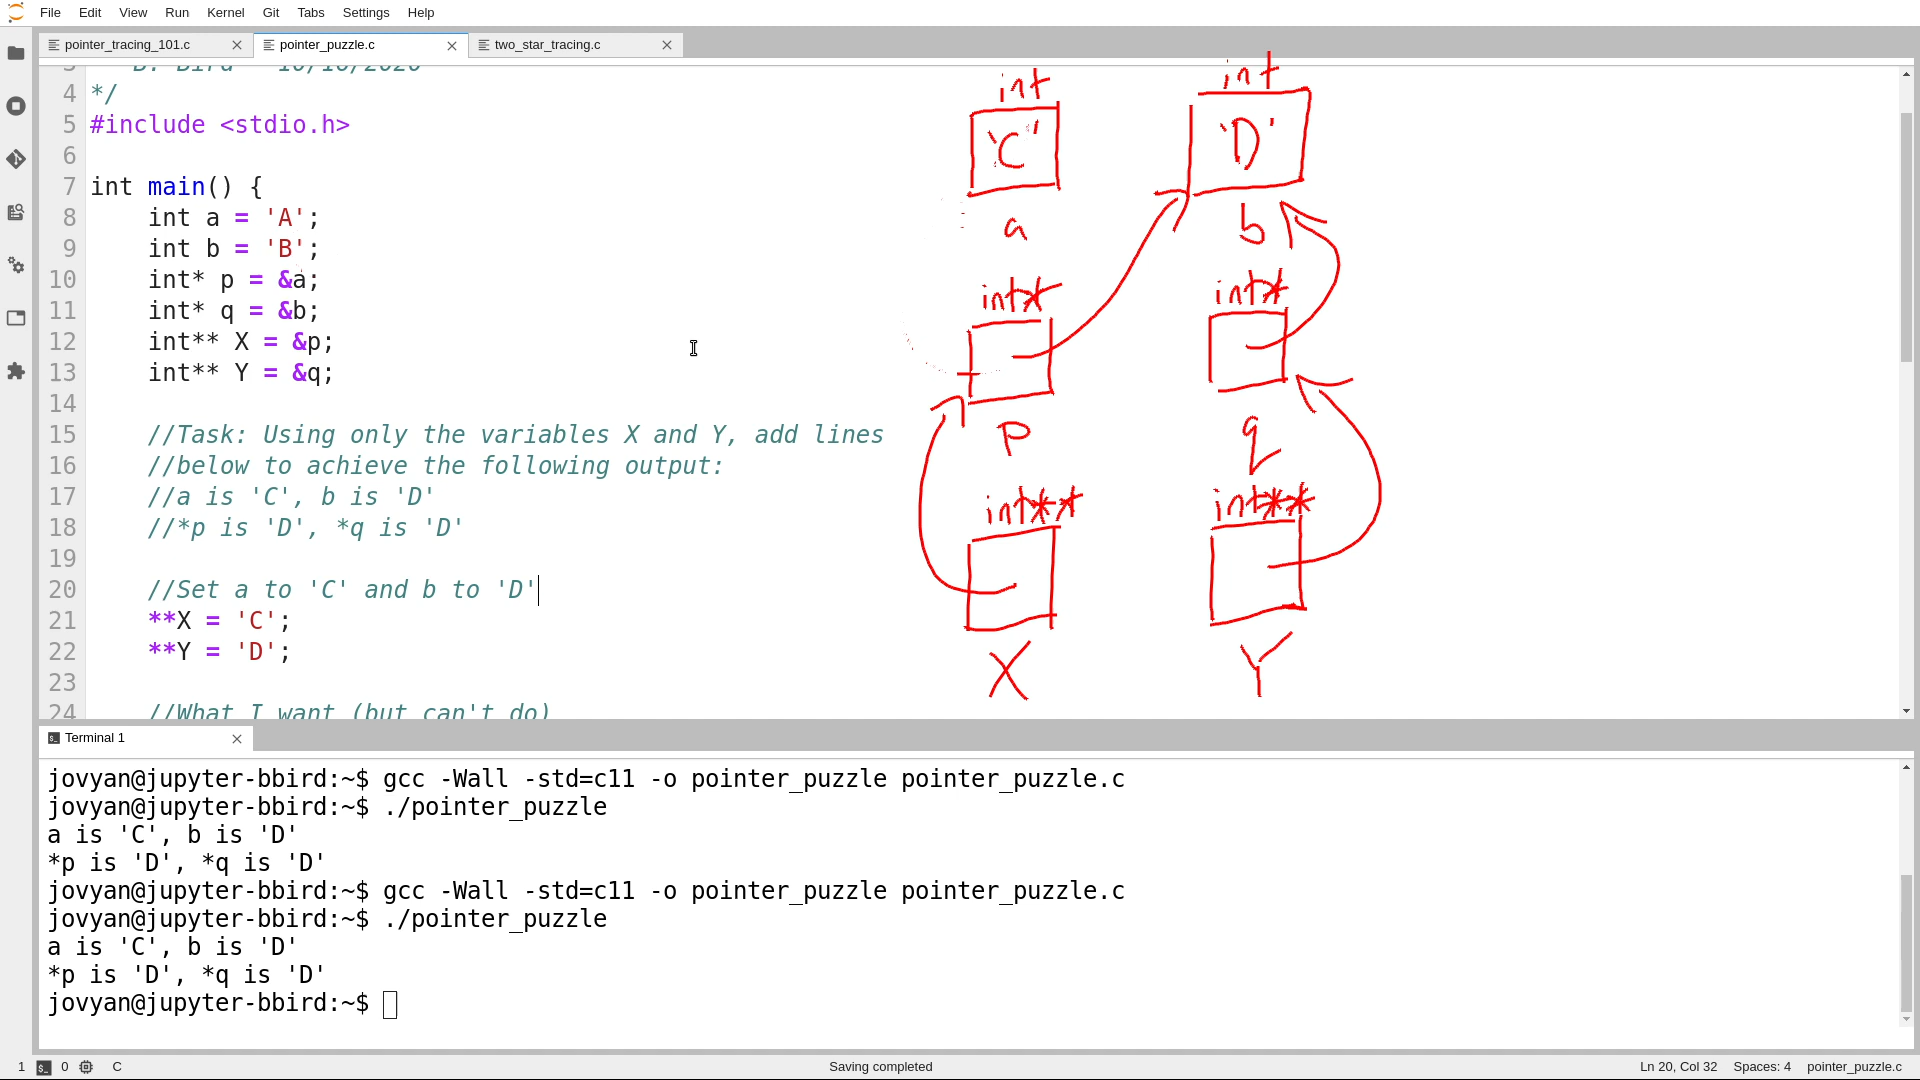 File Edit View Run Kernel Git Tabs Settings Help
pointer_tracing_101.c pointer_puzzle.c two_star_tracing.c
4 */
5 #include <stdio.h>
6
7 int main() {
8 int a = 'A';
9 int b = 'B';
10 int* p = &a;
11 int* q = &b;
12 int** X = &p;
13 int** Y = &q;
14
15 //Task: Using only the variables X and Y, add lines
16 //below to achieve the following output:
17 //a is 'C', b is 'D'
18 //*p is 'D', *q is 'D'
19
20 //Set a to 'C' and b to 'D'
21 **X = 'C';
22 **Y = 'D';
23
24 //What I want (but can't do)
int int
'C' 'D'
a b
int* int*
p q
int** int**
X Y
Terminal 1
jovyan@jupyter-bbird:~$ gcc -Wall -std=c11 -o pointer_puzzle pointer_puzzle.c
jovyan@jupyter-bbird:~$ ./pointer_puzzle
a is 'C', b is 'D'
*p is 'D', *q is 'D'
jovyan@jupyter-bbird:~$ gcc -Wall -std=c11 -o pointer_puzzle pointer_puzzle.c
jovyan@jupyter-bbird:~$ ./pointer_puzzle
a is 'C', b is 'D'
*p is 'D', *q is 'D'
jovyan@jupyter-bbird:~$
1 0 C Saving completed Ln 20, Col 32 Spaces: 4 pointer_puzzle.c